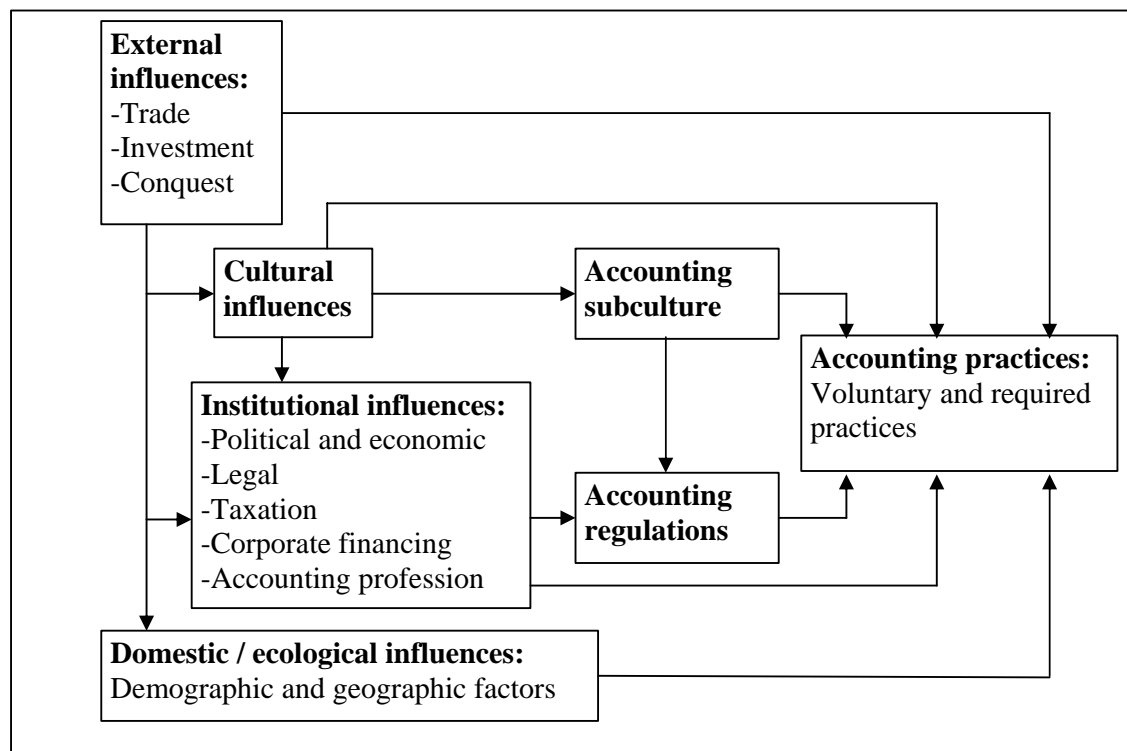 External
influences:
-Trade
-Investment
-Conquest
Cultural
influences
Accounting
subculture
Accounting practices:
Voluntary and required
practices
Institutional influences:
-Political and economic
-Legal
-Taxation
-Corporate financing
-Accounting profession
Accounting
regulations
Domestic / ecological influences:
Demographic and geographic factors